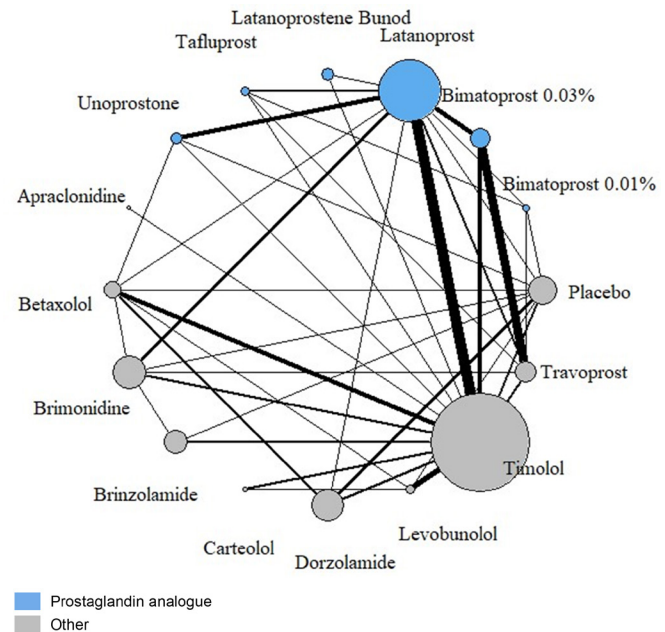 Latanoprostene Bunod
Latanoprost
Tafluprost
Bimatoprost 0.03%
Unoprostone
Bimatoprost 0.01%
Apraclonidine
Placebo
Betaxolol
Travoprost
Brimonidine
Timolol
Brinzolamide
Levobunolol
Carteolol
Dorzolamide
Prostaglandin analogue
Other